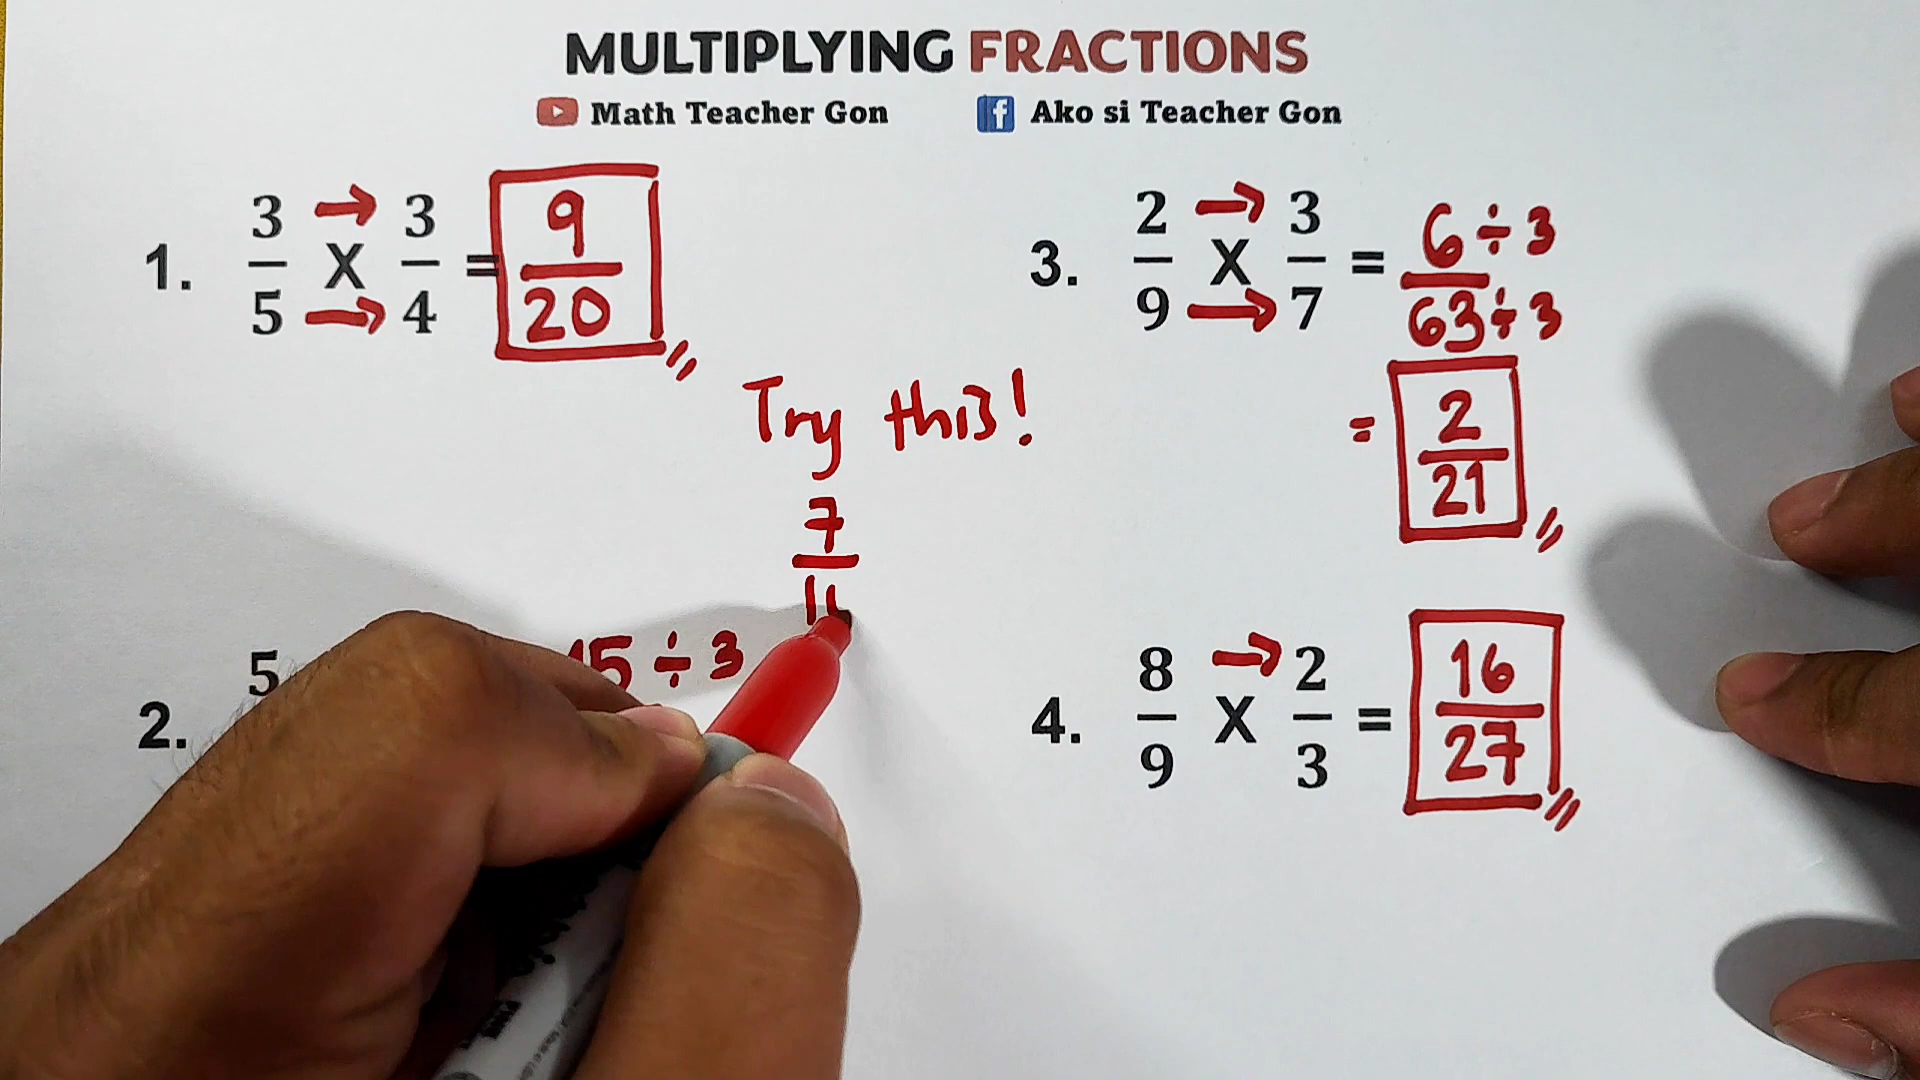 MULTIPLYING FRACTIONS
Math Teacher Gon Ako si Teacher Gon
1. 3/5 → X → 3/4 = 9/20
3. 2/9 → X → 3/7 = 6÷3/63÷3
= 2/21
Try this!
7
2. 5 15÷3
4. 8/9 → X 2/3 = 16/27